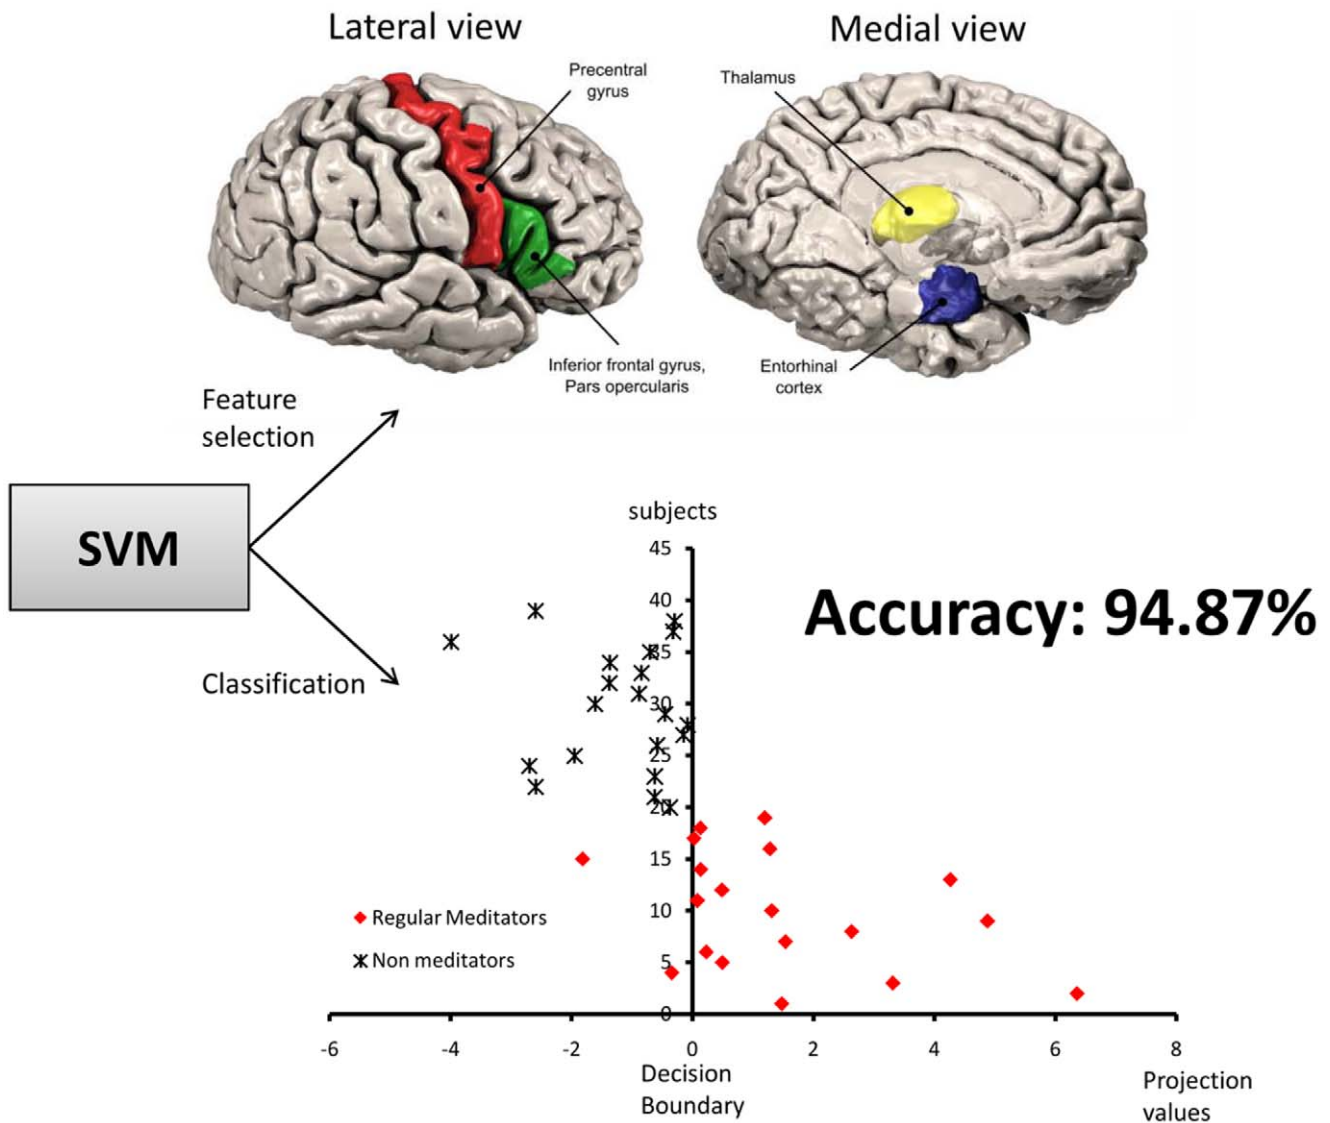 Lateral view
Medial view
Precentral
gyrus
Thalamus
Inferior frontal gyrus,
Pars opercularis
Entorhinal
cortex
Feature
selection
SVM
Classification
subjects
Accuracy: 94.87%
45
40
35
30
25
20
15
10
5
0
Regular Meditators
Non meditators
-6
-4
-2
0
2
4
6
8
Decision
Boundary
Projection
values